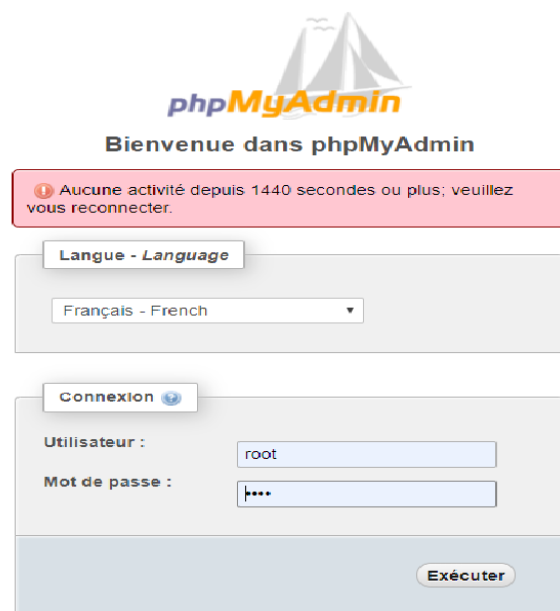 phpMyAdmin
Bienvenue dans phpMyAdmin
Aucune activité depuis 1440 secondes ou plus; veuillez
vous reconnecter.
Langue - Language
Français - French
Connexion
Utilisateur :
root
Mot de passe :
••••
Exécuter